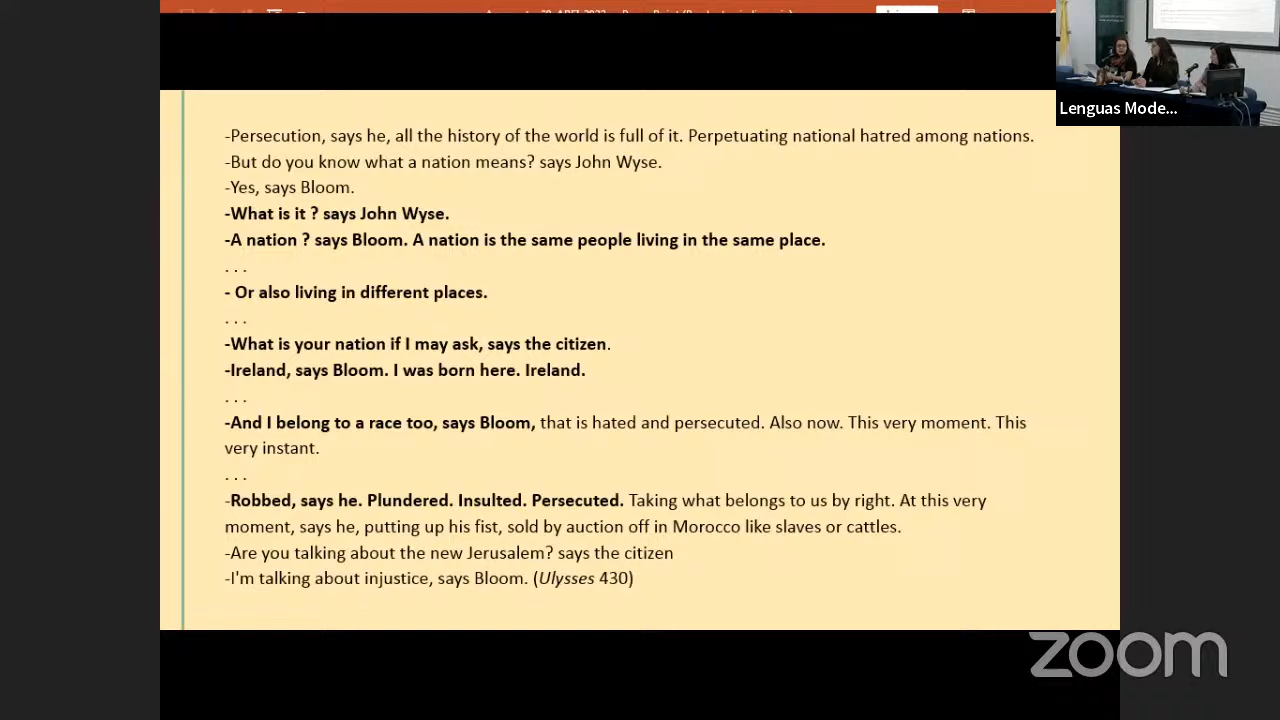 Lenguas Mode...
-Persecution, says he, all the history of the world is full of it. Perpetuating national hatred among nations.
-But do you know what a nation means? says John Wyse.
-Yes, says Bloom.
-What is it ? says John Wyse.
-A nation ? says Bloom. A nation is the same people living in the same place.
. . .
- Or also living in different places.
. . .
-What is your nation if I may ask, says the citizen.
-Ireland, says Bloom. I was born here. Ireland.
. . .
-And I belong to a race too, says Bloom, that is hated and persecuted. Also now. This very moment. This
very instant.
. . .
-Robbed, says he. Plundered. Insulted. Persecuted. Taking what belongs to us by right. At this very
moment, says he, putting up his fist, sold by auction off in Morocco like slaves or cattles.
-Are you talking about the new Jerusalem? says the citizen
-I'm talking about injustice, says Bloom. (Ulysses 430)
zoom